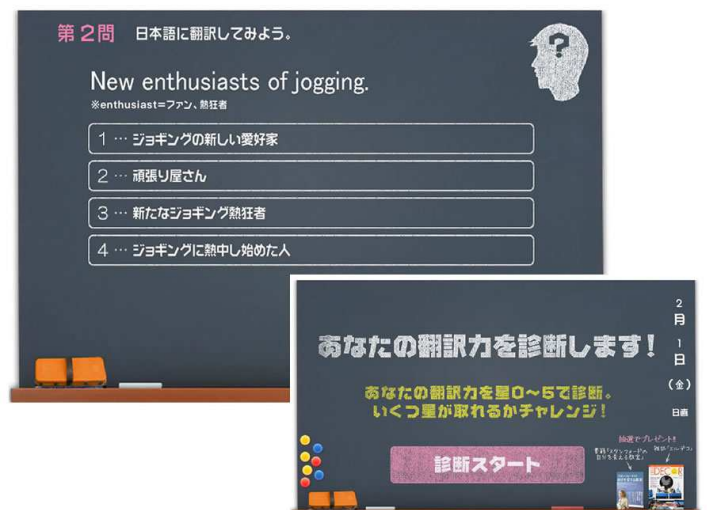 第2問 日本語に翻訳してみよう。
New enthusiasts of jogging.
※enthusiast=ファン、熱狂者
1 … ジョギングの新しい愛好家
2 … 頑張り屋さん
3 … 新たなジョギング熱狂者
4 … ジョギングに熱中し始めた人
?
あなたの翻訳力を診断します!
あなたの翻訳力を星0〜5で診断。
いくつ星が取れるかチャレンジ!
診断スタート
2
月
1
日
(金)
日直
抽選でプレゼント!!